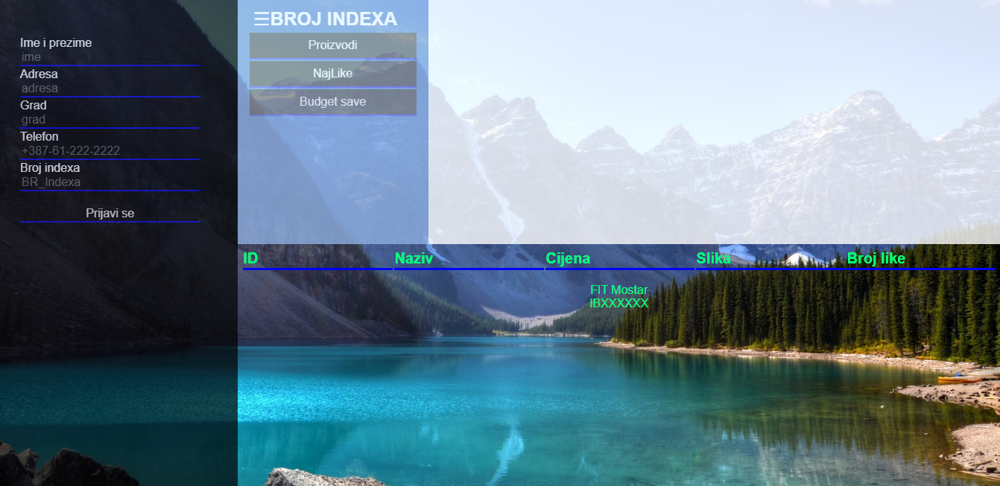 Ime i prezime
ime
Adresa
adresa
Grad
grad
Telefon
+387-61-222-2222
Broj indexa
BR_Indexa
Prijavi se
☰BROJ INDEXA
Proizvodi
NajLike
Budget save
ID Naziv Cijena Slika Broj like
FIT Mostar
IBXXXXXX